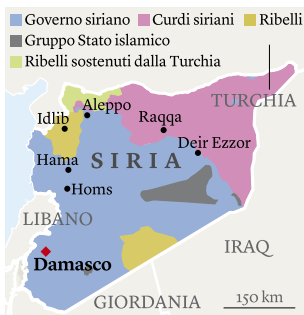 Governo siriano Curdi siriani Ribelli
Gruppo Stato islamico
Ribelli sostenuti dalla Turchia
TURCHIA
Aleppo
Idlib
Raqqa
Deir Ezzor
Hama
SIRIA
Homs
LIBANO
IRAQ
Damasco
GIORDANIA
150 km